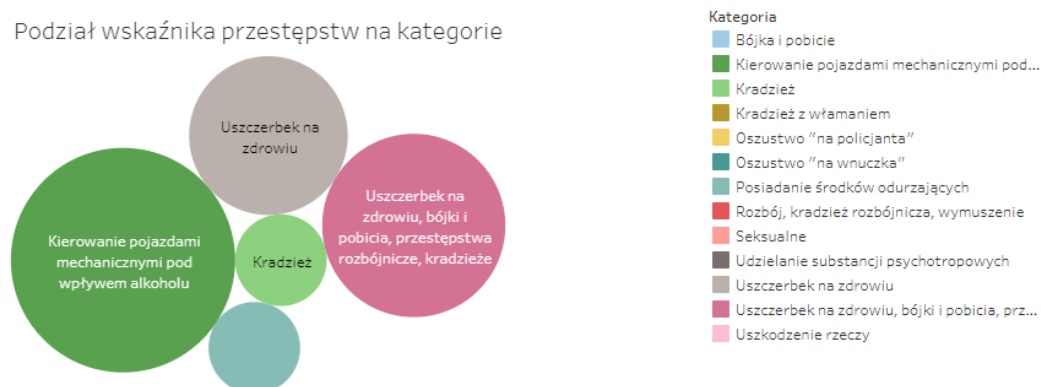 Podział wskaźnika przestępstw na kategorie
Uszczerbek na
zdrowiu
Kierowanie pojazdami
mechanicznymi pod
wpływem alkoholu
Kradzież
Uszczerbek na
zdrowiu, bójki i
pobicia, przestępstwa
rozbójnicze, kradzieże
Kategoria
Bójka i pobicie
Kierowanie pojazdami mechanicznymi pod...
Kradzież
Kradzież z włamaniem
Oszustwo "na policjanta"
Oszustwo "na wnuczka"
Posiadanie środków odurzających
Rozbój, kradzież rozbójnicza, wymuszenie
Seksualne
Udzielanie substancji psychotropowych
Uszczerbek na zdrowiu
Uszczerbek na zdrowiu, bójki i pobicia, prz...
Uszkodzenie rzeczy